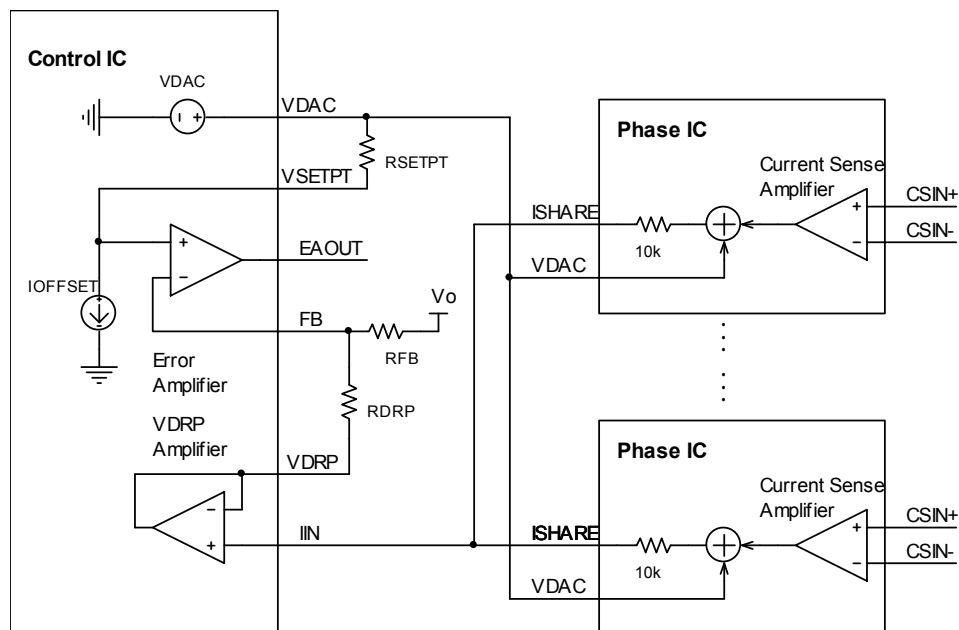 Control IC
VDAC
VDAC
RSETPT
VSETPT
IOFFSET
+
-
EAOUT
Vo
FB
RFB
Error
Amplifier
RDRP
VDRP
Amplifier
VDRP
-
+
IIN
Phase IC
Current Sense
Amplifier
CSIN+
CSIN-
+
-
ISHARE
10k
VDAC
Phase IC
Current Sense
Amplifier
CSIN+
CSIN-
+
-
ISHARE
10k
VDAC